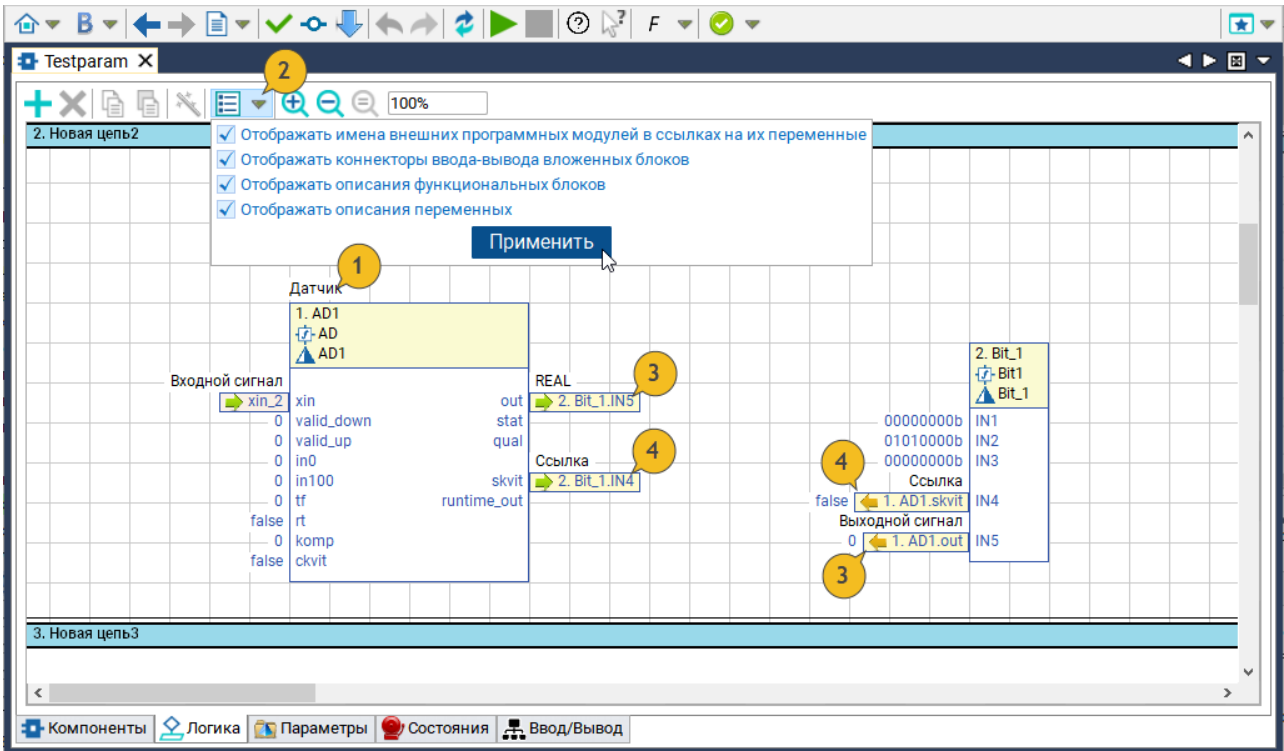 B
?
?
F
Testparam
2
100%
2. Новая цепь2
Отображать имена внешних программных модулей в ссылках на их переменные
Отображать коннекторы ввода-вывода вложенных блоков
Отображать описания функциональных блоков
Отображать описания переменных
Применить
1
Датчик
1. AD1
AD
AD1
Входной сигнал
xin_2
0
0
0
0
0
false
0
false
xin
valid_down
valid_up
in0
in100
tf
rt
komp
ckvit
out
stat
qual
skvit
runtime_out
REAL
3
2. Bit_1.IN5
4
Ссылка
2. Bit_1.IN4
2. Bit_1
Bit1
Bit_1
00000000b IN1
01010000b IN2
00000000b IN3
4
Ссылка
false 1. AD1.skvit IN4
Выходной сигнал
0 1. AD1.out IN5
3
3. Новая цепь3
Компоненты
Логика
Параметры
Состояния
Ввод/Вывод